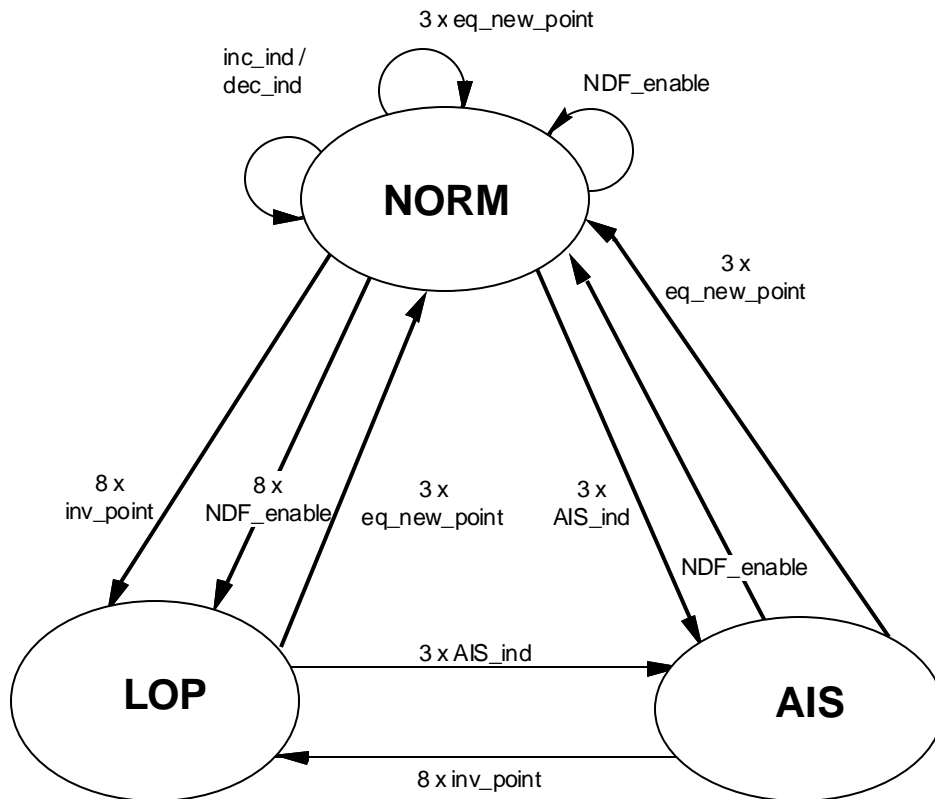 3 x eq_new_point
inc_ind /
dec_ind
NDF_enable
NORM
3 x
eq_new_point
8 x
inv_point
8 x
NDF_enable
3 x
eq_new_point
3 x
AIS_ind
NDF_enable
3 x AIS_ind
LOP
AIS
8 x inv_point